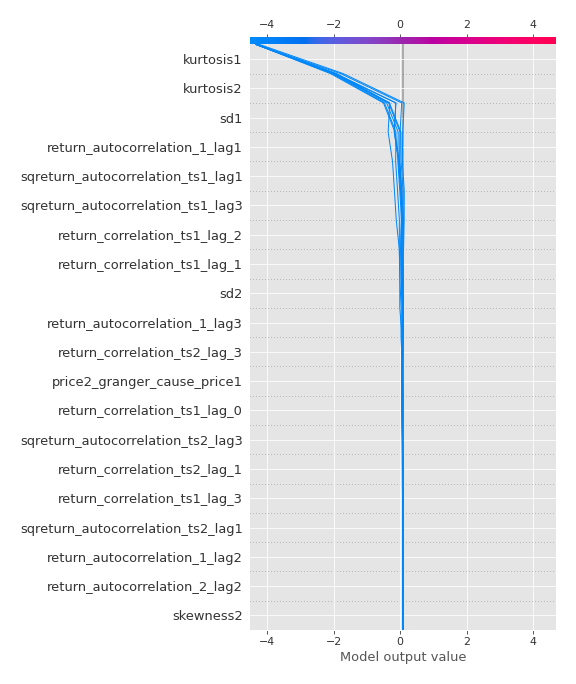 −4 −2 0 2 4
kurtosis1
kurtosis2
sd1
return_autocorrelation_1_lag1
sqreturn_autocorrelation_ts1_lag1
sqreturn_autocorrelation_ts1_lag3
return_correlation_ts1_lag_2
return_correlation_ts1_lag_1
sd2
return_autocorrelation_1_lag3
return_correlation_ts2_lag_3
price2_granger_cause_price1
return_correlation_ts1_lag_0
sqreturn_autocorrelation_ts2_lag3
return_correlation_ts2_lag_1
return_correlation_ts1_lag_3
sqreturn_autocorrelation_ts2_lag1
return_autocorrelation_1_lag2
return_autocorrelation_2_lag2
skewness2
−4 −2 0 2 4
Model output value